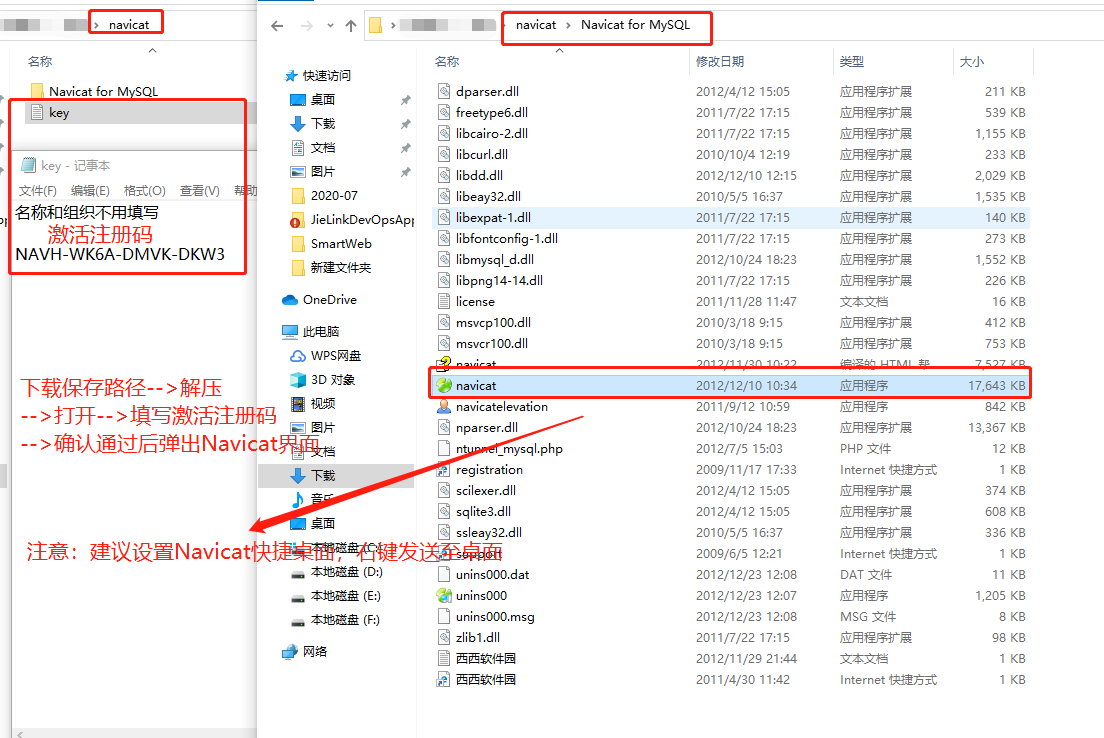 navicat
名称
Navicat for MySQL
key
key - 记事本
文件(F) 编辑(E) 格式(O) 查看(V) 帮助
名称和组织不用填写
激活注册码
NAVH-WK6A-DMVK-DKW3
下载保存路径-->解压
-->打开-->填写激活注册码
-->确认通过后弹出Navicat界面
注意：建议设置Navicat快捷桌面，右键发送至桌面
navicat › Navicat for MySQL
快速访问
桌面
下载
文档
图片
2020-07
JieLinkDevOpsApp
SmartWeb
新建文件夹
OneDrive
此电脑
WPS网盘
3D 对象
视频
图片
文档
下载
音乐
桌面
本地磁盘 (C:)
本地磁盘 (D:)
本地磁盘 (E:)
本地磁盘 (F:)
网络
名称 修改日期 类型 大小
dparser.dll 2012/4/12 15:05 应用程序扩展 211 KB
freetype6.dll 2011/7/22 17:15 应用程序扩展 539 KB
libcairo-2.dll 2011/7/22 17:15 应用程序扩展 1,155 KB
libcurl.dll 2010/10/4 12:19 应用程序扩展 233 KB
libdd.dll 2012/12/10 12:15 应用程序扩展 2,029 KB
libeay32.dll 2010/5/5 16:37 应用程序扩展 1,535 KB
libexpat-1.dll 2011/7/22 17:15 应用程序扩展 140 KB
libfontconfig-1.dll 2011/7/22 17:15 应用程序扩展 273 KB
libmysql_d.dll 2012/10/24 18:23 应用程序扩展 1,552 KB
libpng14-14.dll 2011/7/22 17:15 应用程序扩展 226 KB
license 2011/11/28 11:47 文本文档 16 KB
msvcp100.dll 2010/3/18 9:15 应用程序扩展 412 KB
msvcr100.dll 2010/3/18 9:15 应用程序扩展 753 KB
navicat 2012/11/30 10:22 编译的 HTML 帮 7,527 KB
navicat 2012/12/10 10:34 应用程序 17,643 KB
navicatelevation 2011/9/12 10:59 应用程序 842 KB
nparser.dll 2012/10/24 18:23 应用程序扩展 13,367 KB
ntunnel_mysql.php 2012/7/5 15:03 PHP 文件 12 KB
registration 2009/11/17 17:33 Internet 快捷方式 1 KB
scilexer.dll 2012/4/12 15:05 应用程序扩展 374 KB
sqlite3.dll 2012/4/12 15:05 应用程序扩展 608 KB
ssleay32.dll 2010/5/5 16:37 应用程序扩展 336 KB
support 2009/6/5 12:21 Internet 快捷方式 1 KB
unins000.dat 2012/12/23 12:08 DAT 文件 11 KB
unins000 2012/12/23 12:07 应用程序 1,205 KB
unins000.msg 2012/12/23 12:08 MSG 文件 8 KB
zlib1.dll 2011/7/22 17:15 应用程序扩展 98 KB
西西软件园 2012/11/29 21:44 文本文档 1 KB
西西软件园 2011/4/30 11:42 Internet 快捷方式 1 KB